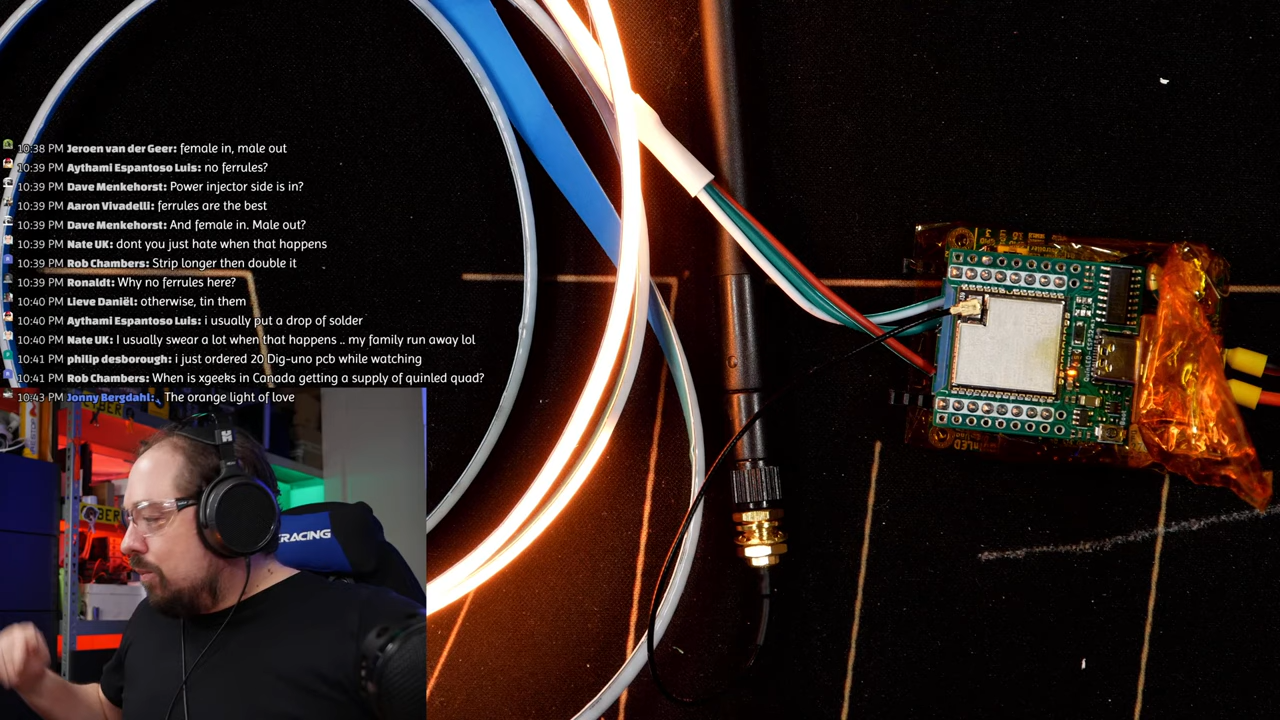 10:38 PM Jeroen van der Geer: female in, male out
10:39 PM Aythami Espantoso Luis: no ferrules?
10:39 PM Dave Menkehorst: Power injector side is in?
10:39 PM Aaron Vivadelli: ferrules are the best
10:39 PM Dave Menkehorst: And female in. Male out?
10:39 PM Nate UK: dont you just hate when that happens
10:39 PM Rob Chambers: Strip longer then double it
10:39 PM Ronaldt: Why no ferrules here?
10:40 PM Lieve Daniël: otherwise, tin them
10:40 PM Aythami Espantoso Luis: i usually put a drop of solder
10:40 PM Nate UK: I usually swear a lot when that happens .. my family run away lol
10:41 PM philip desborough: i just ordered 20 Dig-uno pcb while watching
10:41 PM Rob Chambers: When is xgeeks in Canada getting a supply of quinled quad?
10:43 PM Jonny Bergdahl: The orange light of love
RACING